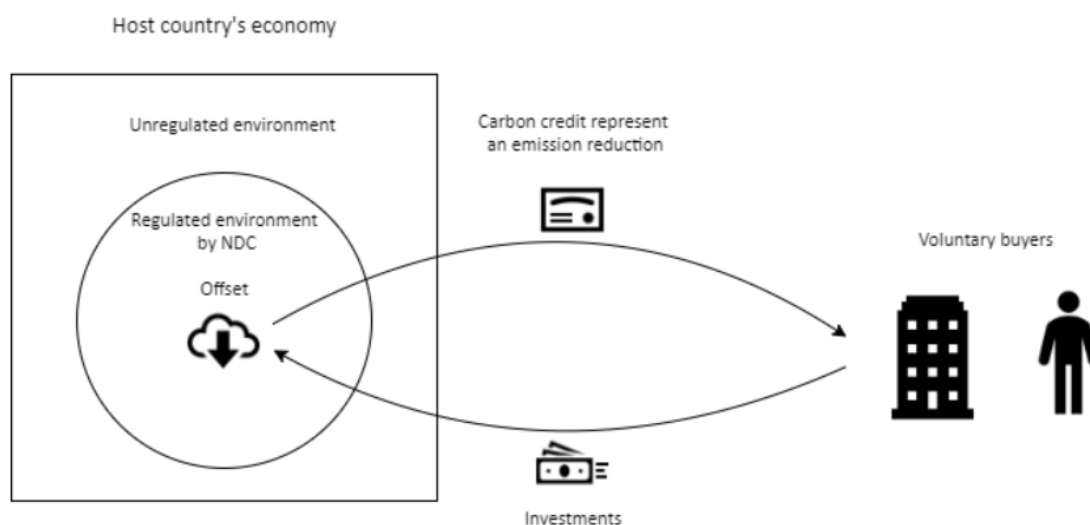 Host country's economy
Unregulated environment
Carbon credit represent
an emission reduction
Regulated environment
by NDC
Voluntary buyers
Offset
Investments